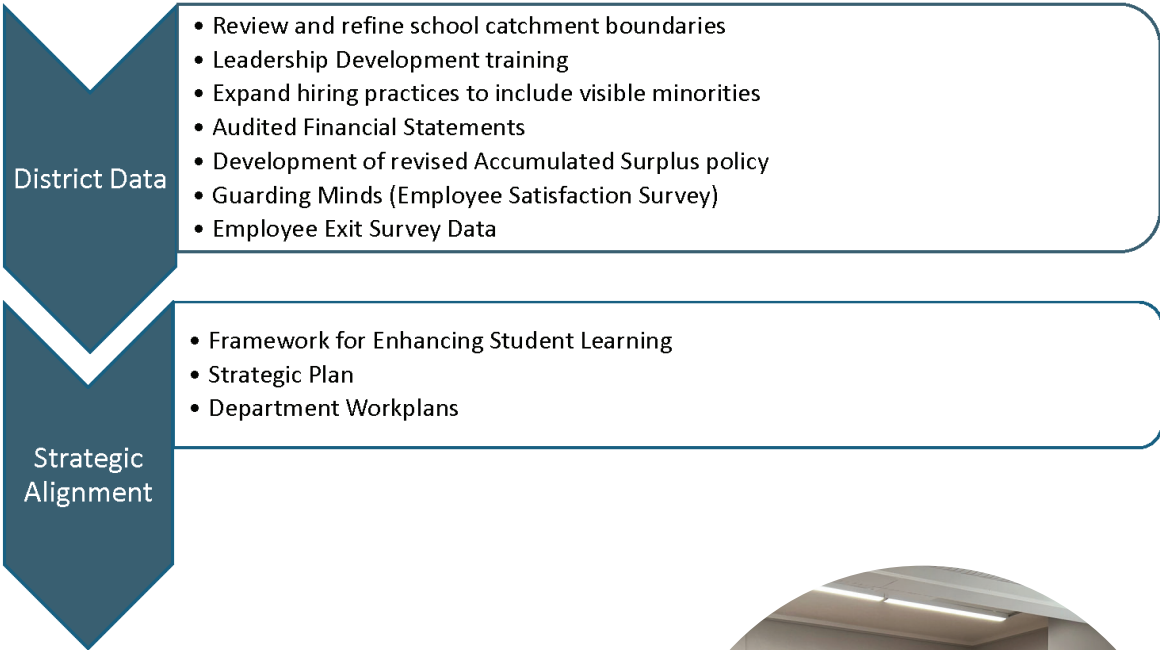 District Data
• Review and refine school catchment boundaries
• Leadership Development training
• Expand hiring practices to include visible minorities
• Audited Financial Statements
• Development of revised Accumulated Surplus policy
• Guarding Minds (Employee Satisfaction Survey)
• Employee Exit Survey Data
Strategic
Alignment
• Framework for Enhancing Student Learning
• Strategic Plan
• Department Workplans